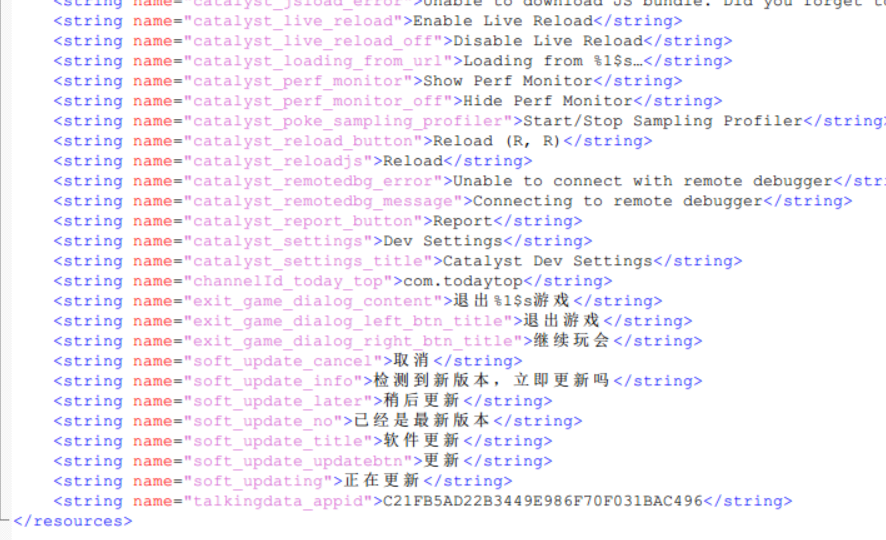 <string name="catalyst_jsload_error">Unable to download JS bundle. Did you forget to
<string name="catalyst_live_reload">Enable Live Reload</string>
<string name="catalyst_live_reload_off">Disable Live Reload</string>
<string name="catalyst_loading_from_url">Loading from %1$s…</string>
<string name="catalyst_perf_monitor">Show Perf Monitor</string>
<string name="catalyst_perf_monitor_off">Hide Perf Monitor</string>
<string name="catalyst_poke_sampling_profiler">Start/Stop Sampling Profiler</string>
<string name="catalyst_reload_button">Reload (R, R)</string>
<string name="catalyst_reloadjs">Reload</string>
<string name="catalyst_remotedbg_error">Unable to connect with remote debugger</stri
<string name="catalyst_remotedbg_message">Connecting to remote debugger</string>
<string name="catalyst_report_button">Report</string>
<string name="catalyst_settings">Dev Settings</string>
<string name="catalyst_settings_title">Catalyst Dev Settings</string>
<string name="channelId_today_top">com.todaytop</string>
<string name="exit_game_dialog_content">退出%1$s游戏</string>
<string name="exit_game_dialog_left_btn_title">退出游戏</string>
<string name="exit_game_dialog_right_btn_title">继续玩会</string>
<string name="soft_update_cancel">取消</string>
<string name="soft_update_info">检测到新版本，立即更新吗</string>
<string name="soft_update_later">稍后更新</string>
<string name="soft_update_no">已经是最新版本</string>
<string name="soft_update_title">软件更新</string>
<string name="soft_update_updatebtn">更新</string>
<string name="soft_updating">正在更新</string>
<string name="talkingdata_appid">C21FB5AD22B3449E986F70F031BAC496</string>
</resources>